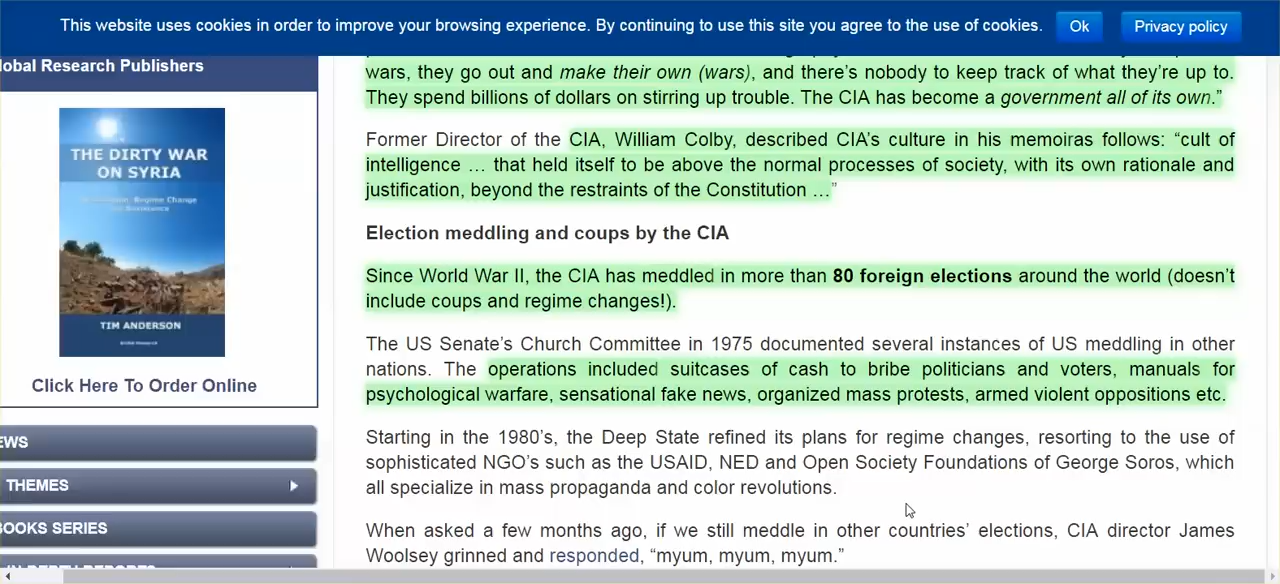 This website uses cookies in order to improve your browsing experience. By continuing to use this site you agree to the use of cookies.
Ok
Privacy policy
lobal Research Publishers
THE DIRTY WAR
ON SYRIA
TIM ANDERSON
Click Here To Order Online
EWS
THEMES
BOOKS SERIES
IN-DEPTH REPORTS
wars, they go out and make their own (wars), and there's nobody to keep track of what they're up to.
They spend billions of dollars on stirring up trouble. The CIA has become a government all of its own."
Former Director of the CIA, William Colby, described CIA's culture in his memoiras follows: "cult of
intelligence … that held itself to be above the normal processes of society, with its own rationale and
justification, beyond the restraints of the Constitution …"
Election meddling and coups by the CIA
Since World War II, the CIA has meddled in more than 80 foreign elections around the world (doesn't
include coups and regime changes!).
The US Senate's Church Committee in 1975 documented several instances of US meddling in other
nations. The operations included suitcases of cash to bribe politicians and voters, manuals for
psychological warfare, sensational fake news, organized mass protests, armed violent oppositions etc.
Starting in the 1980's, the Deep State refined its plans for regime changes, resorting to the use of
sophisticated NGO's such as the USAID, NED and Open Society Foundations of George Soros, which
all specialize in mass propaganda and color revolutions.
When asked a few months ago, if we still meddle in other countries' elections, CIA director James
Woolsey grinned and responded, "myum, myum, myum."